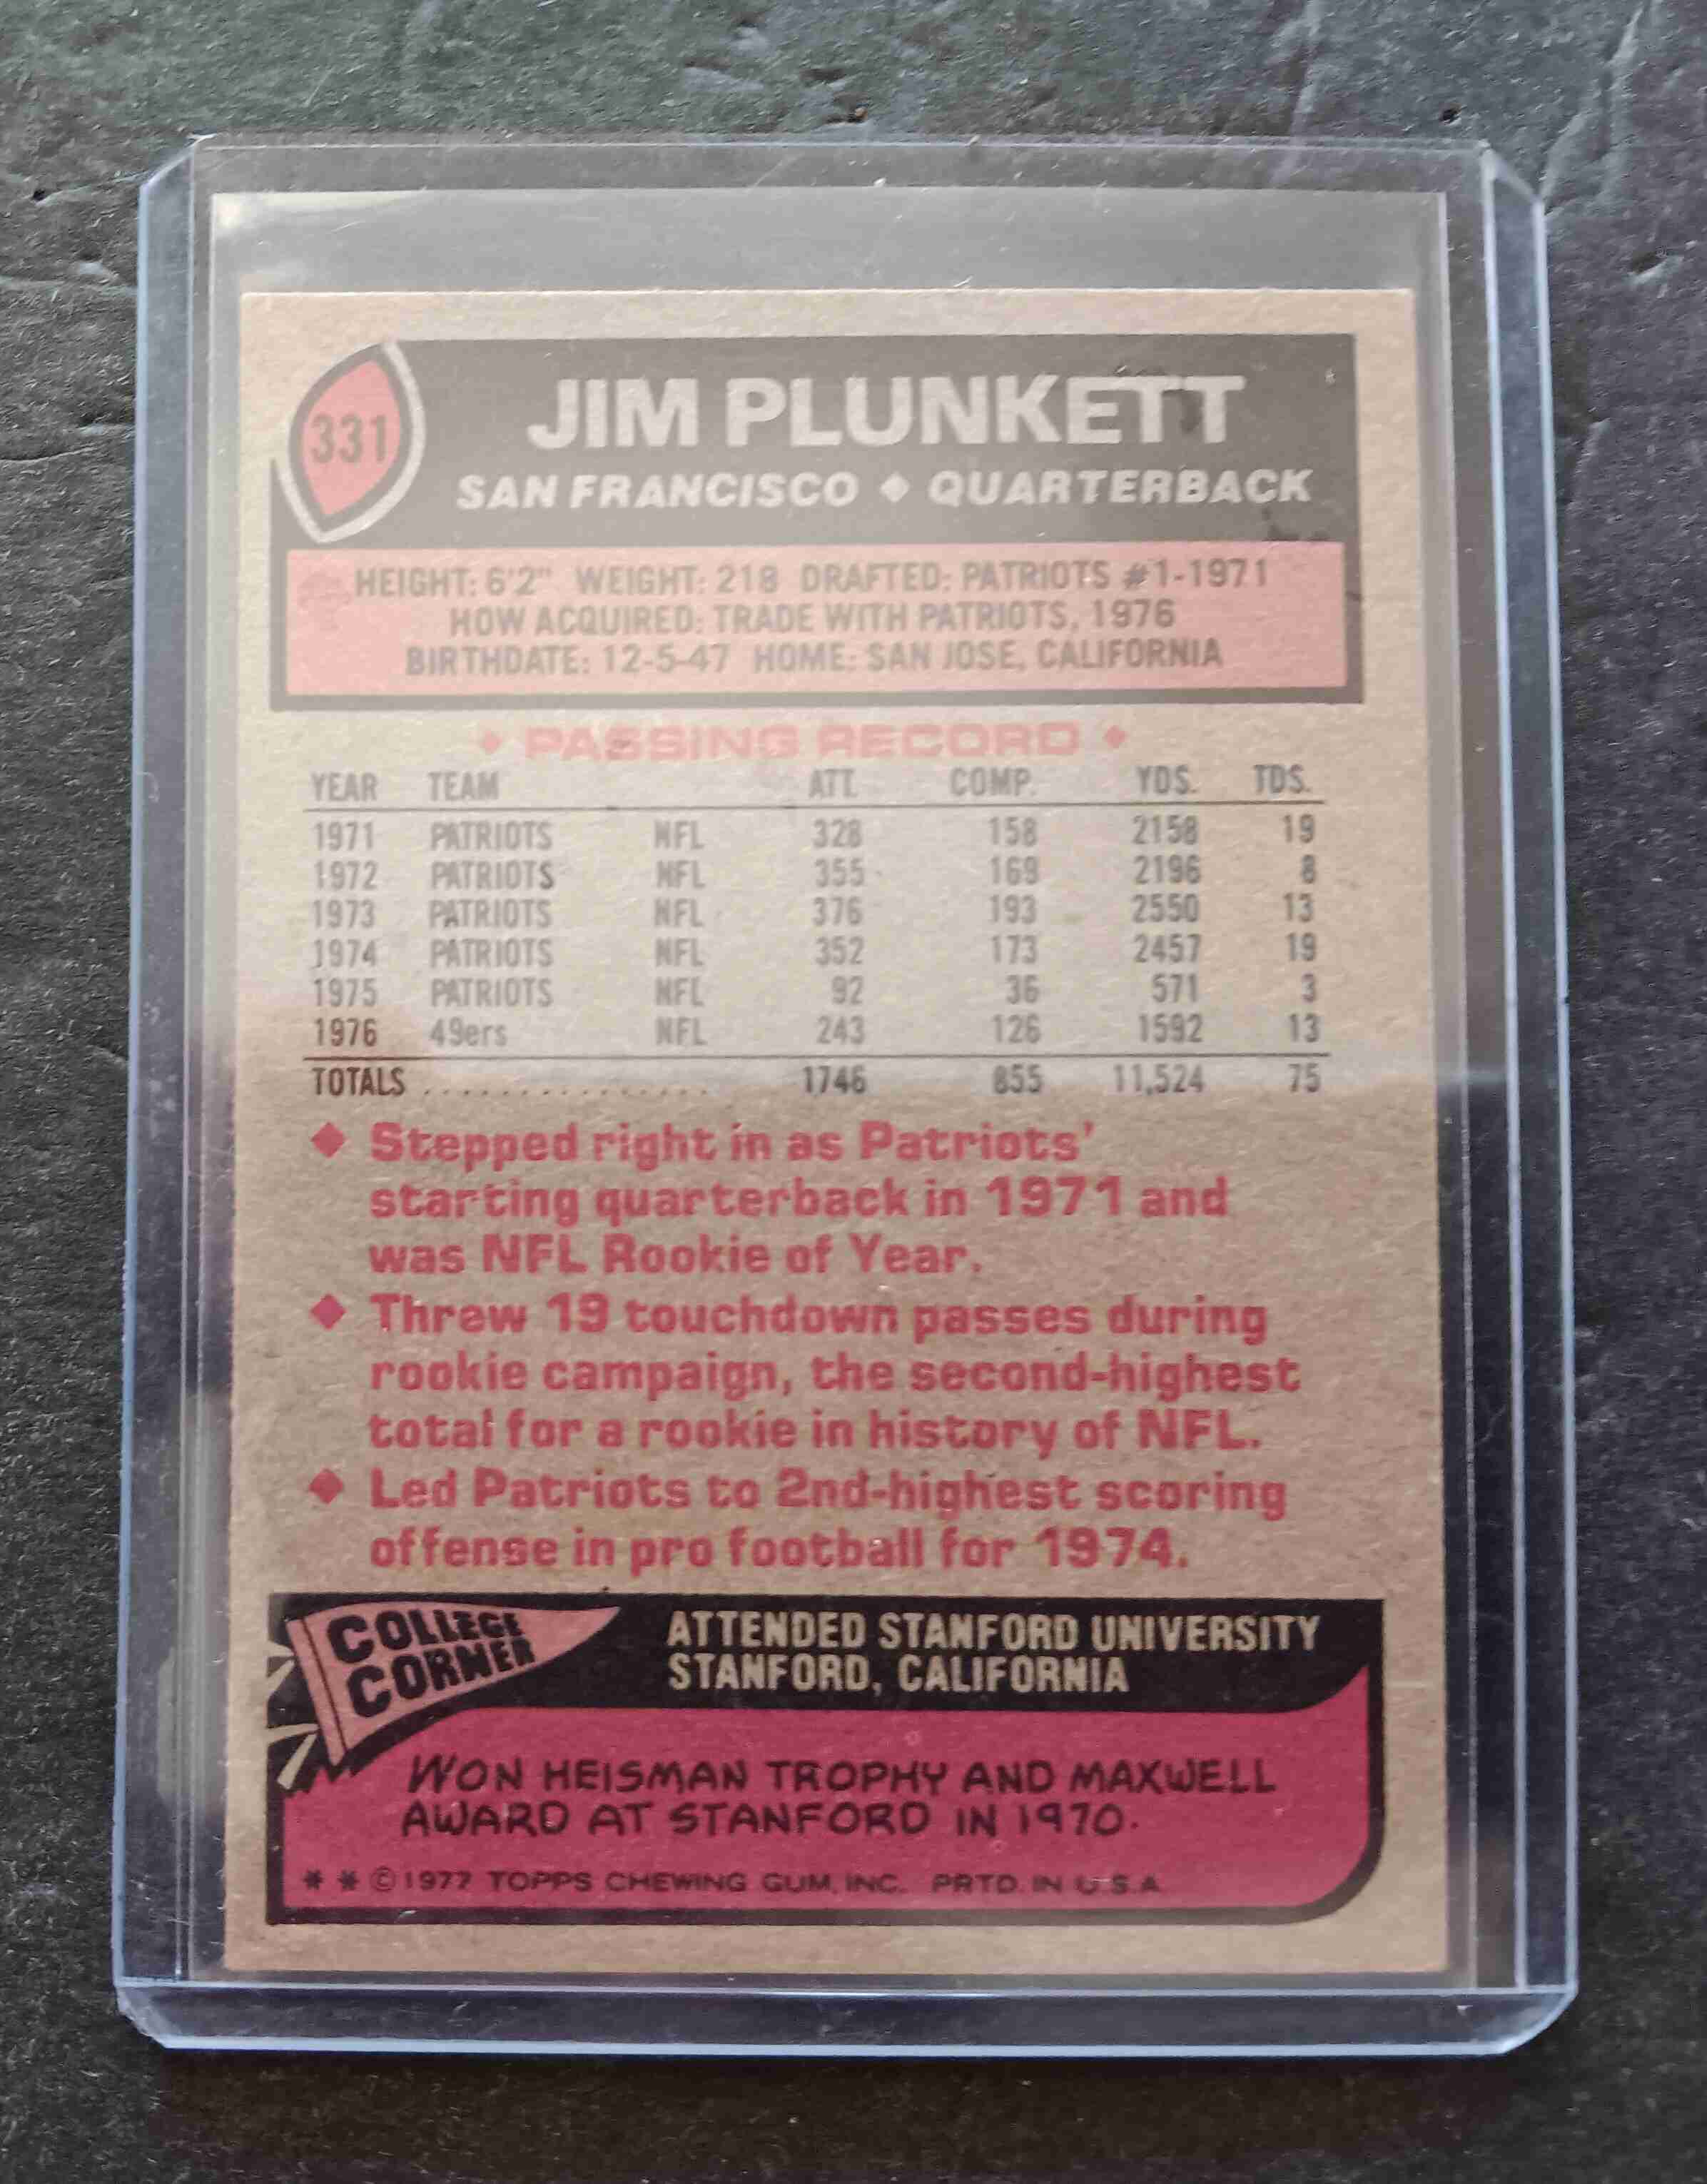 331
JIM PLUNKETT
SAN FRANCISCO ♦ QUARTERBACK
HEIGHT: 6'2" WEIGHT: 218 DRAFTED: PATRIOTS #1-1971
HOW ACQUIRED: TRADE WITH PATRIOTS, 1976
BIRTHDATE: 12-5-47 HOME: SAN JOSE, CALIFORNIA
♦ PASSING RECORD ♦
YEAR TEAM ATT. COMP. YDS. TDS.
1971 PATRIOTS NFL 328 158 2158 19
1972 PATRIOTS NFL 355 169 2196 8
1973 PATRIOTS NFL 376 193 2550 13
1974 PATRIOTS NFL 352 173 2457 19
1975 PATRIOTS NFL 92 36 571 3
1976 49ers NFL 243 126 1592 13
TOTALS ................ 1746 855 11,524 75
♦ Stepped right in as Patriots'
starting quarterback in 1971 and
was NFL Rookie of Year.
♦ Threw 19 touchdown passes during
rookie campaign, the second-highest
total for a rookie in history of NFL.
♦ Led Patriots to 2nd-highest scoring
offense in pro football for 1974.
COLLEGE
CORNER
ATTENDED STANFORD UNIVERSITY
STANFORD, CALIFORNIA
WON HEISMAN TROPHY AND MAXWELL
AWARD AT STANFORD IN 1970.
* * ©1977 TOPPS CHEWING GUM, INC. PRTD. IN U.S.A.